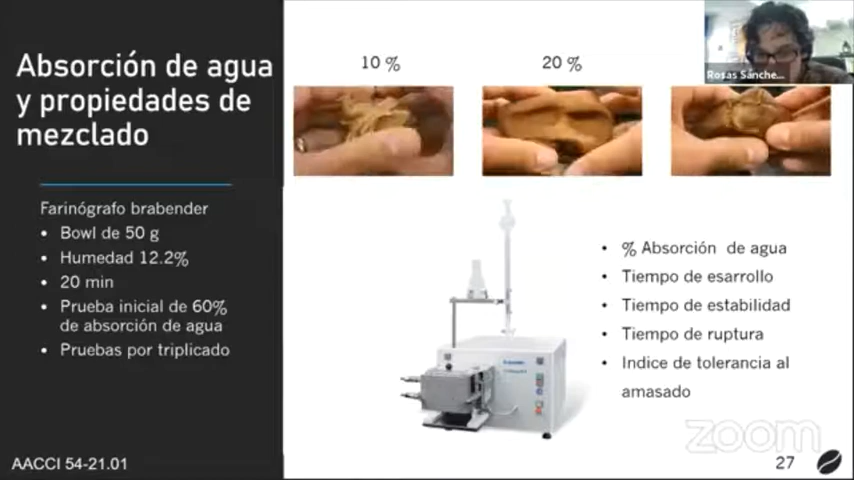 Absorción de agua
y propiedades de
mezclado
Farinógrafo brabender
• Bowl de 50 g
• Humedad 12.2%
• 20 min
• Prueba inicial de 60%
de absorción de agua
• Pruebas por triplicado
AACCI 54-21.01
10 %
20 %
Rosas Sánche...
• % Absorción de agua
• Tiempo de esarrollo
• Tiempo de estabilidad
• Tiempo de ruptura
• Indice de tolerancia al
amasado
zoom
27